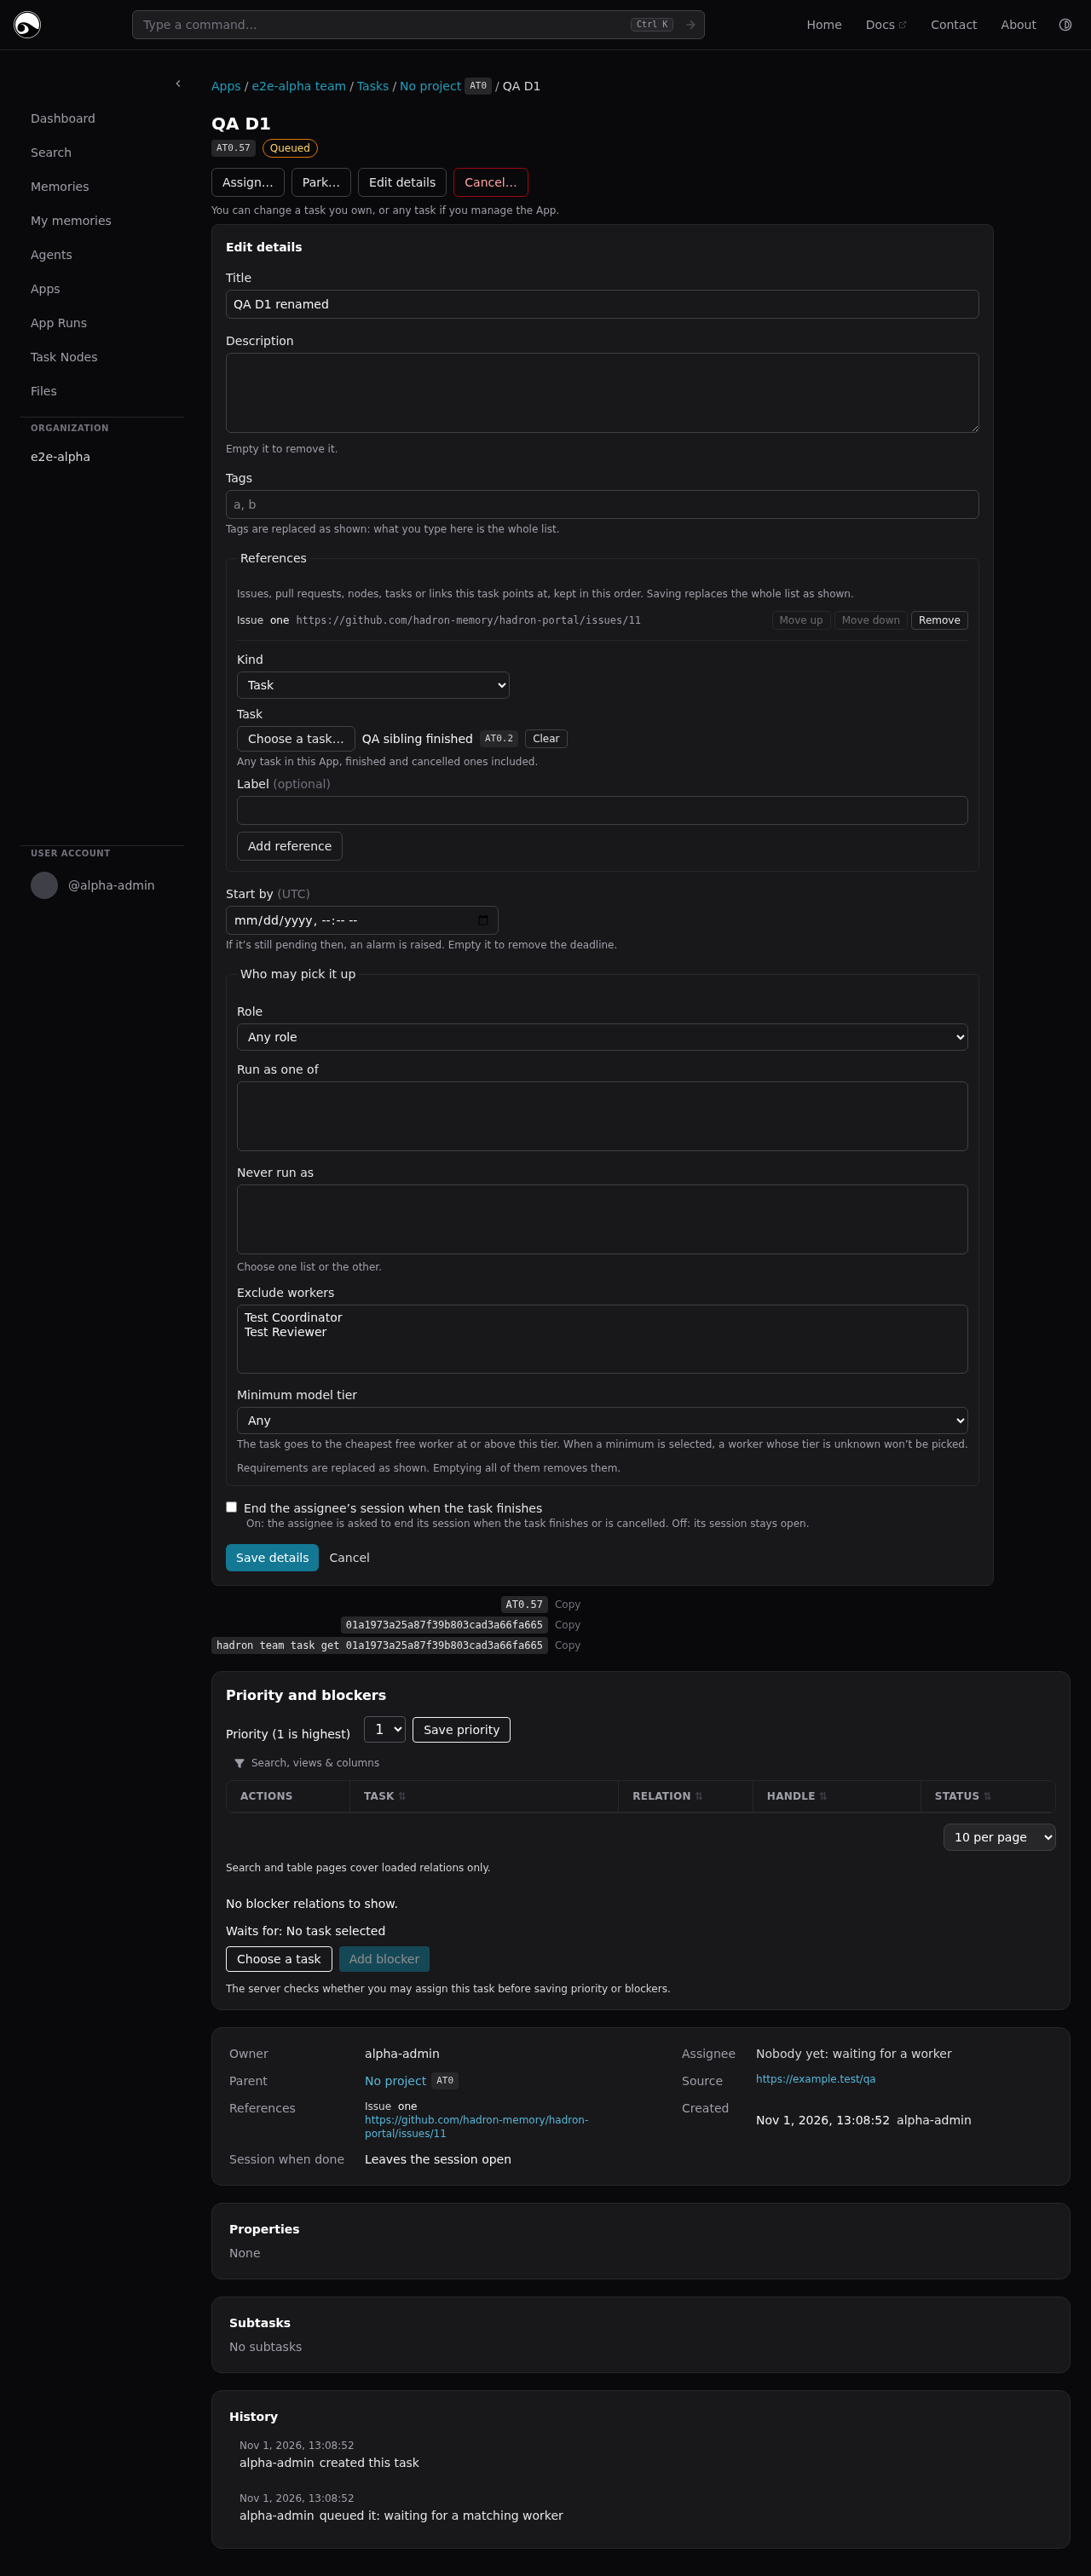 Type a command...
Ctrl K
Home
Docs
Contact
About
Dashboard
Search
Memories
My memories
Agents
Apps
App Runs
Task Nodes
Files
ORGANIZATION
e2e-alpha
USER ACCOUNT
@alpha-admin
Apps / e2e-alpha team / Tasks / No project AT0 / QA D1
QA D1
AT0.57 Queued
Assign… Park… Edit details Cancel…
You can change a task you own, or any task if you manage the App.
Edit details
Title
QA D1 renamed
Description
Empty it to remove it.
Tags
a, b
Tags are replaced as shown: what you type here is the whole list.
References
Issues, pull requests, nodes, tasks or links this task points at, kept in this order. Saving replaces the whole list as shown.
Issue one https://github.com/hadron-memory/hadron-portal/issues/11 Move up Move down Remove
Kind
Task
Task
Choose a task… QA sibling finished AT0.2 Clear
Any task in this App, finished and cancelled ones included.
Label (optional)
Add reference
Start by (UTC)
mm/dd/yyyy, --:-- --
If it’s still pending then, an alarm is raised. Empty it to remove the deadline.
Who may pick it up
Role
Any role
Run as one of
Never run as
Choose one list or the other.
Exclude workers
Test Coordinator
Test Reviewer
Minimum model tier
Any
The task goes to the cheapest free worker at or above this tier. When a minimum is selected, a worker whose tier is unknown won’t be picked.
Requirements are replaced as shown. Emptying all of them removes them.
End the assignee’s session when the task finishes
On: the assignee is asked to end its session when the task finishes or is cancelled. Off: its session stays open.
Save details Cancel
AT0.57 Copy
01a1973a25a87f39b803cad3a66fa665 Copy
hadron team task get 01a1973a25a87f39b803cad3a66fa665 Copy
Priority and blockers
Priority (1 is highest) 1 Save priority
Search, views & columns
ACTIONS TASK RELATION HANDLE STATUS
10 per page
Search and table pages cover loaded relations only.
No blocker relations to show.
Waits for: No task selected
Choose a task Add blocker
The server checks whether you may assign this task before saving priority or blockers.
Owner alpha-admin
Assignee Nobody yet: waiting for a worker
Parent No project AT0
Source https://example.test/qa
References Issue one
https://github.com/hadron-memory/hadron-
portal/issues/11
Created Nov 1, 2026, 13:08:52 alpha-admin
Session when done Leaves the session open
Properties
None
Subtasks
No subtasks
History
Nov 1, 2026, 13:08:52
alpha-admin created this task
Nov 1, 2026, 13:08:52
alpha-admin queued it: waiting for a matching worker